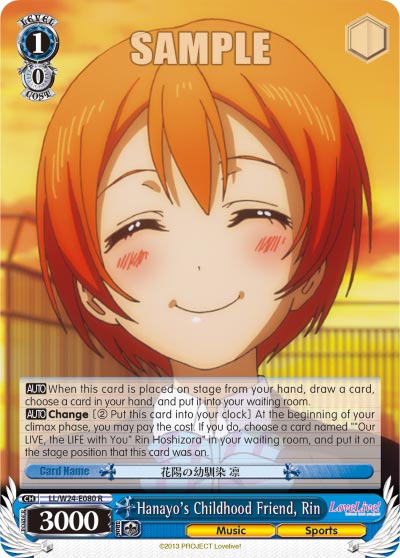 LEVEL
1
0
COST
SAMPLE
AUTO When this card is placed on stage from your hand, draw a card,
choose a card in your hand, and put it into your waiting room.
AUTO Change [② Put this card into your clock] At the beginning of your
climax phase, you may pay the cost. If you do, choose a card named ""Our
LIVE, the LIFE with You" Rin Hoshizora" in your waiting room, and put it on
the stage position that this card was on.
Card Name 花陽の幼馴染 凛
CH LL/W24-E080 R
Hanayo's Childhood Friend, Rin
LoveLive!
POWER
3000
SOUL
Music
Sports
©2013 PROJECT Lovelive!